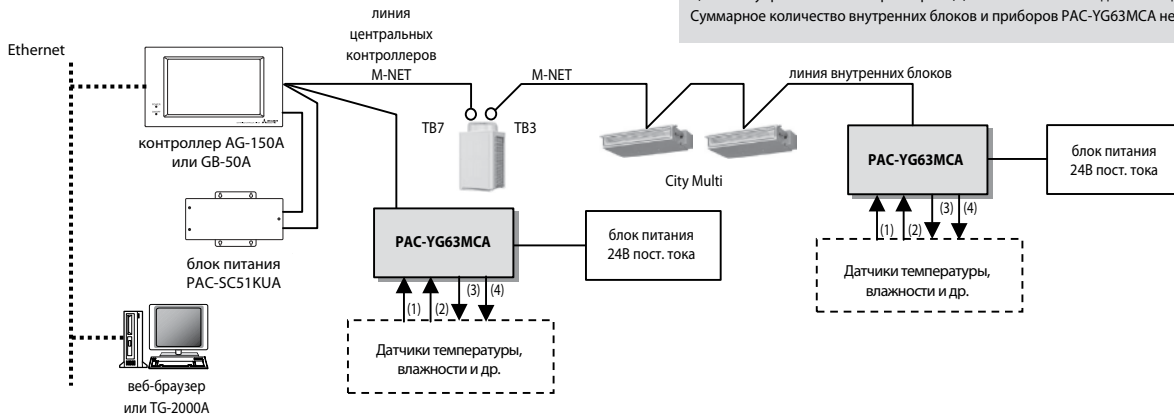 Суммарное количество внутренних блоков и приборов PAC-YG63MCA не
Ethernet
линия
центральных
контроллеров
M-NET
M-NET
линия внутренних блоков
TB7
TB3
контроллер AG-150A
или GB-50A
City Multi
PAC-YG63MCA
блок питания
24В пост. тока
(1)
(2)
(3)
(4)
Датчики температуры,
влажности и др.
блок питания
PAC-SC51KUA
PAC-YG63MCA
блок питания
24В пост. тока
(1)
(2)
(3)
(4)
Датчики температуры,
влажности и др.
веб-браузер
или TG-2000A